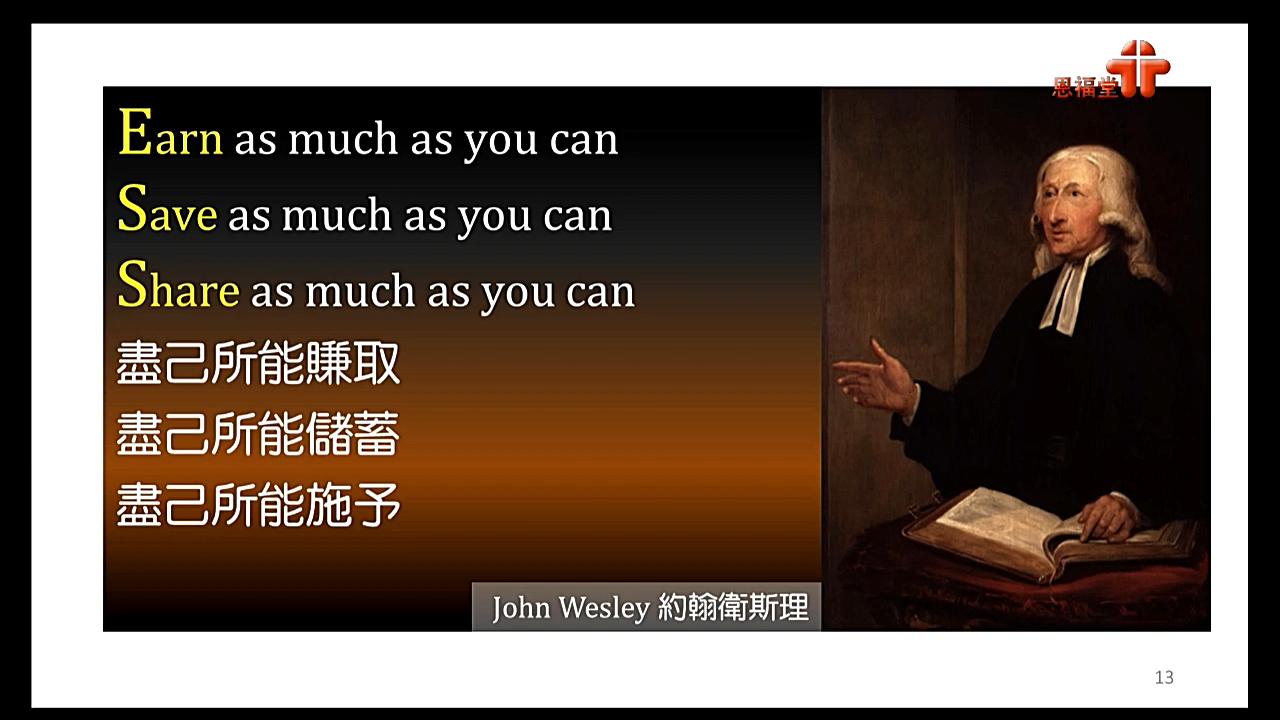 恩福堂
Earn as much as you can
Save as much as you can
Share as much as you can
盡己所能賺取
盡己所能儲蓄
盡己所能施予
John Wesley 約翰衛斯理
13